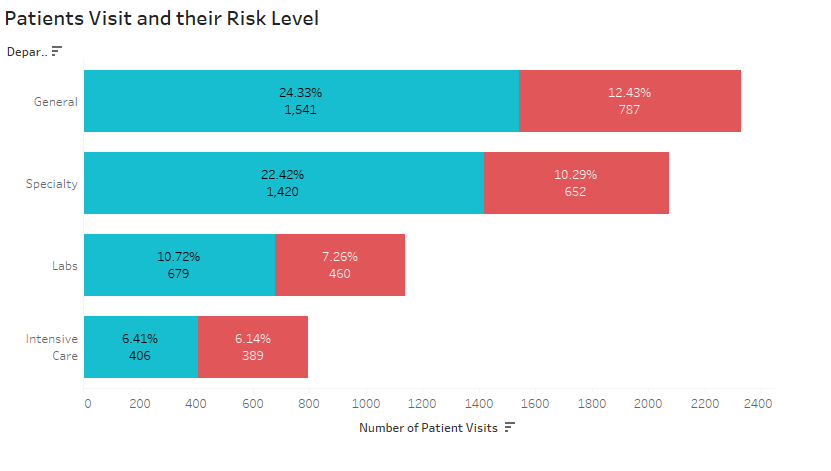 Patients Visit and their Risk Level
Depar..
General
24.33%
1,541
12.43%
787
Specialty
22.42%
1,420
10.29%
652
Labs
10.72%
679
7.26%
460
Intensive
Care
6.41%
406
6.14%
389
0 200 400 600 800 1000 1200 1400 1600 1800 2000 2200 2400
Number of Patient Visits